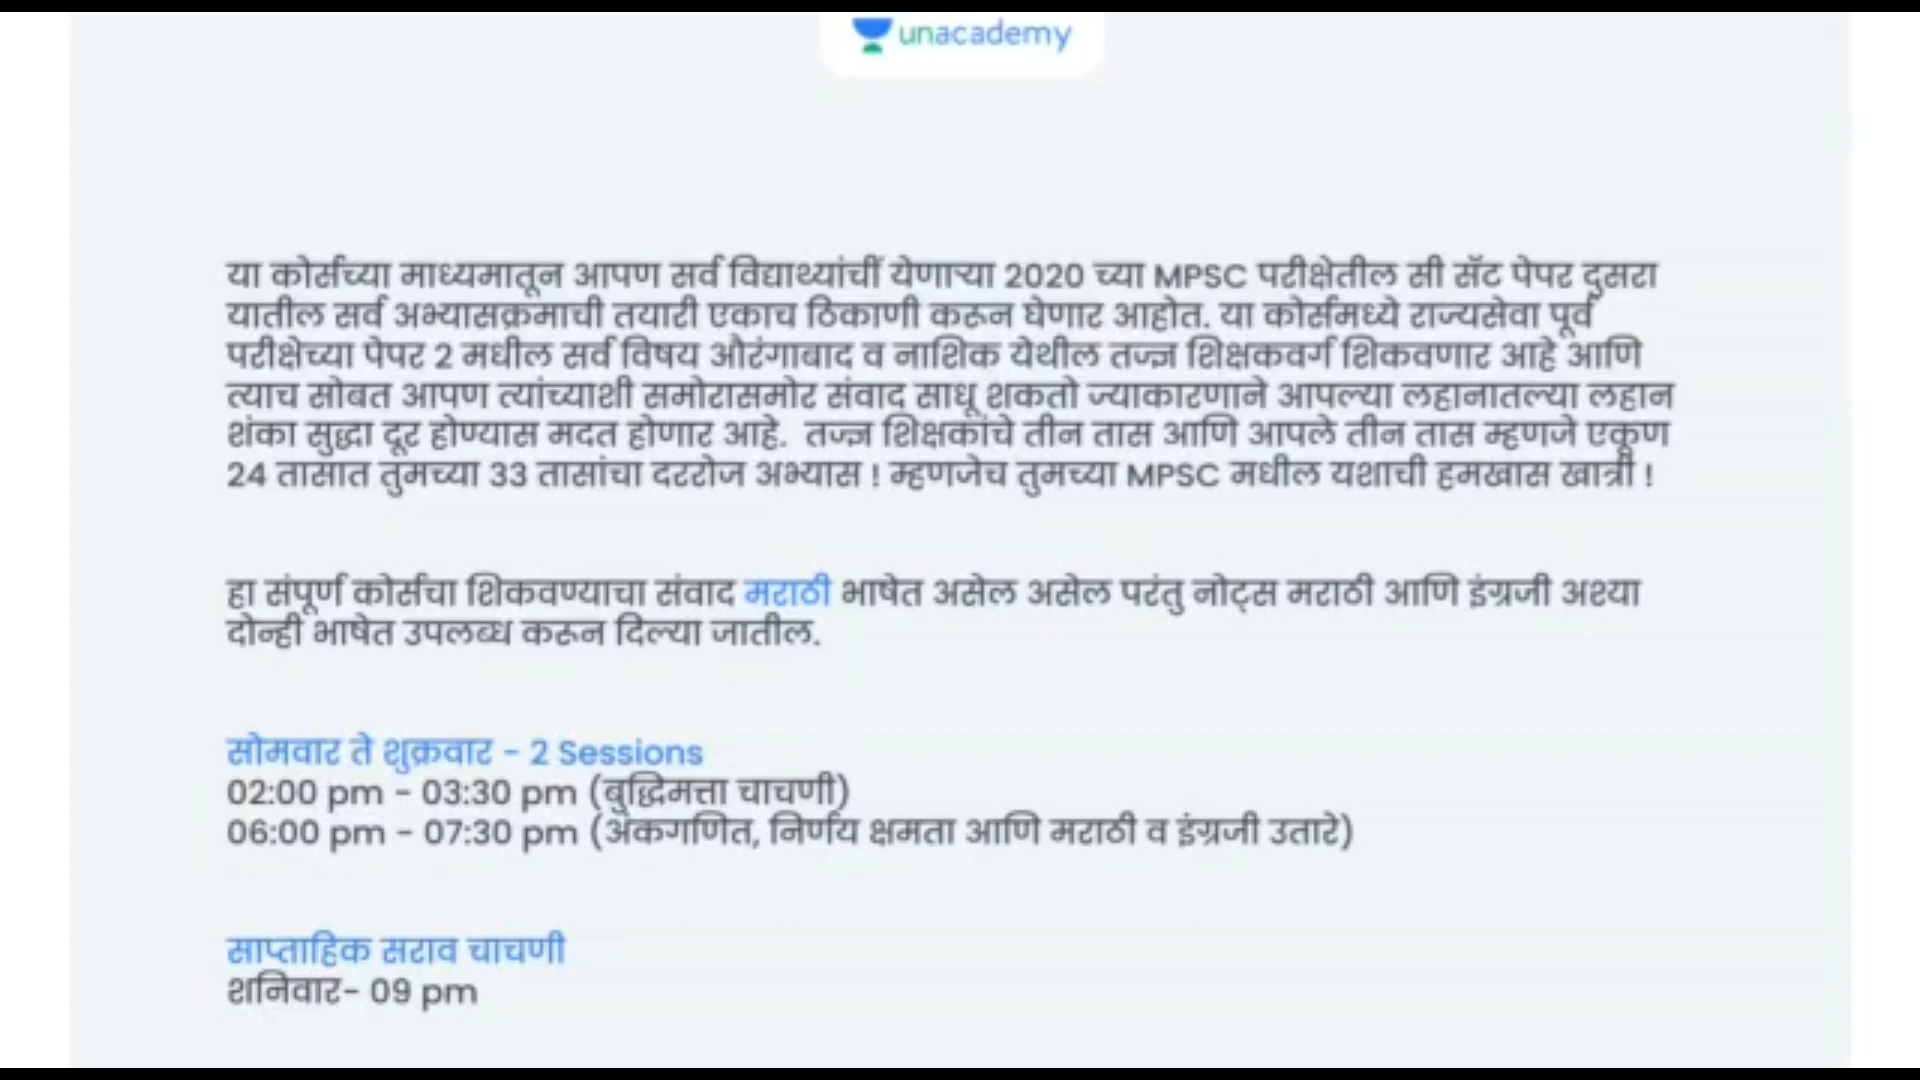 unacademy
या कोर्सच्या माध्यमातून आपण सर्व विद्यार्थ्यांचीं येणाऱ्या 2020 च्या MPSC परीक्षेतील सी सॅट पेपर दुसरा
यातील सर्व अभ्यासक्रमाची तयारी एकाच ठिकाणी करून घेणार आहोत. या कोर्समध्ये राज्यसेवा पूर्व
परीक्षेच्या पेपर 2 मधील सर्व विषय औरंगाबाद व नाशिक येथील तज्ज्ञ शिक्षकवर्ग शिकवणार आहे आणि
त्याच सोबत आपण त्यांच्याशी समोरासमोर संवाद साधू शकतो ज्याकारणाने आपल्या लहानातल्या लहान
शंका सुद्धा दूर होण्यास मदत होणार आहे. तज्ज्ञ शिक्षकांचे तीन तास आणि आपले तीन तास म्हणजे एकूण
24 तासात तुमच्या 33 तासांचा दररोज अभ्यास ! म्हणजेच तुमच्या MPSC मधील यशाची हमखास खात्री !
हा संपूर्ण कोर्सचा शिकवण्याचा संवाद मराठी भाषेत असेल असेल परंतु नोट्स मराठी आणि इंग्रजी अश्या
दोन्ही भाषेत उपलब्ध करून दिल्या जातील.
सोमवार ते शुक्रवार - 2 Sessions
02:00 pm - 03:30 pm (बुद्धिमत्ता चाचणी)
06:00 pm - 07:30 pm (अंकगणित, निर्णय क्षमता आणि मराठी व इंग्रजी उतारे)
साप्ताहिक सराव चाचणी
शनिवार- 09 pm